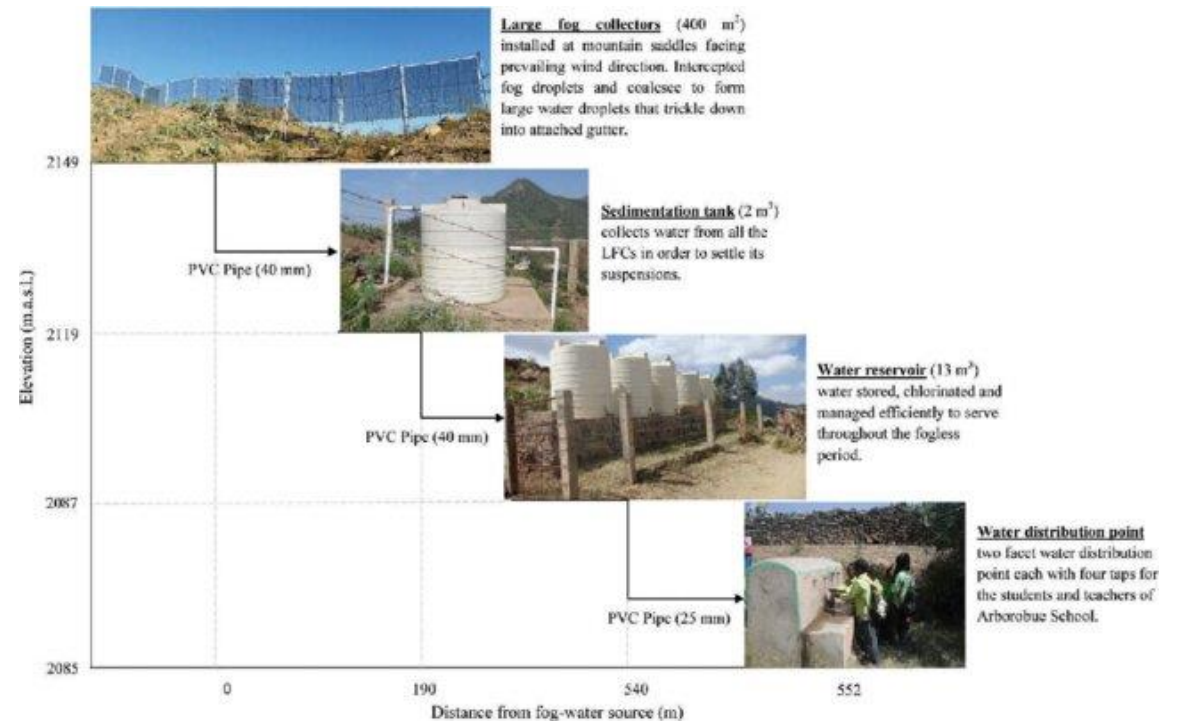 Large fog collectors (400 m²)
installed at mountain saddles facing
prevailing wind direction. Intercepted
fog droplets and coalesce to form
large water droplets that trickle down
into attached gutter.
2149
Sedimentation tank (2 m³)
collects water from all the
LFCs in order to settle its
suspensions.
PVC Pipe (40 mm)
Elevation (m.a.s.l.)
2119
Water reservoir (13 m³)
water stored, chlorinated and
managed efficiently to serve
throughout the fogless
period.
PVC Pipe (40 mm)
2087
Water distribution point
two facet water distribution
point each with four taps for
the students and teachers of
Arborobue School.
PVC Pipe (25 mm)
2085
0 190 540 552
Distance from fog-water source (m)